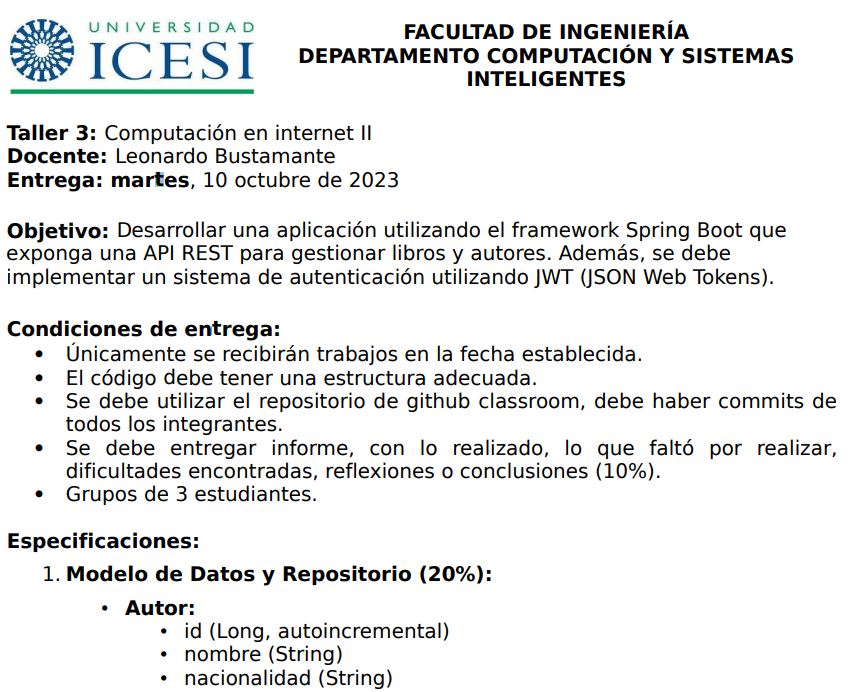 UNIVERSIDAD
ICESI
FACULTAD DE INGENIERÍA
DEPARTAMENTO COMPUTACIÓN Y SISTEMAS
INTELIGENTES
Taller 3: Computación en internet II
Docente: Leonardo Bustamante
Entrega: martes, 10 octubre de 2023
Objetivo: Desarrollar una aplicación utilizando el framework Spring Boot que
exponga una API REST para gestionar libros y autores. Además, se debe
implementar un sistema de autenticación utilizando JWT (JSON Web Tokens).
Condiciones de entrega:
• Únicamente se recibirán trabajos en la fecha establecida.
• El código debe tener una estructura adecuada.
• Se debe utilizar el repositorio de github classroom, debe haber commits de
todos los integrantes.
• Se debe entregar informe, con lo realizado, lo que faltó por realizar,
dificultades encontradas, reflexiones o conclusiones (10%).
• Grupos de 3 estudiantes.
Especificaciones:
1. Modelo de Datos y Repositorio (20%):
• Autor:
• id (Long, autoincremental)
• nombre (String)
• nacionalidad (String)